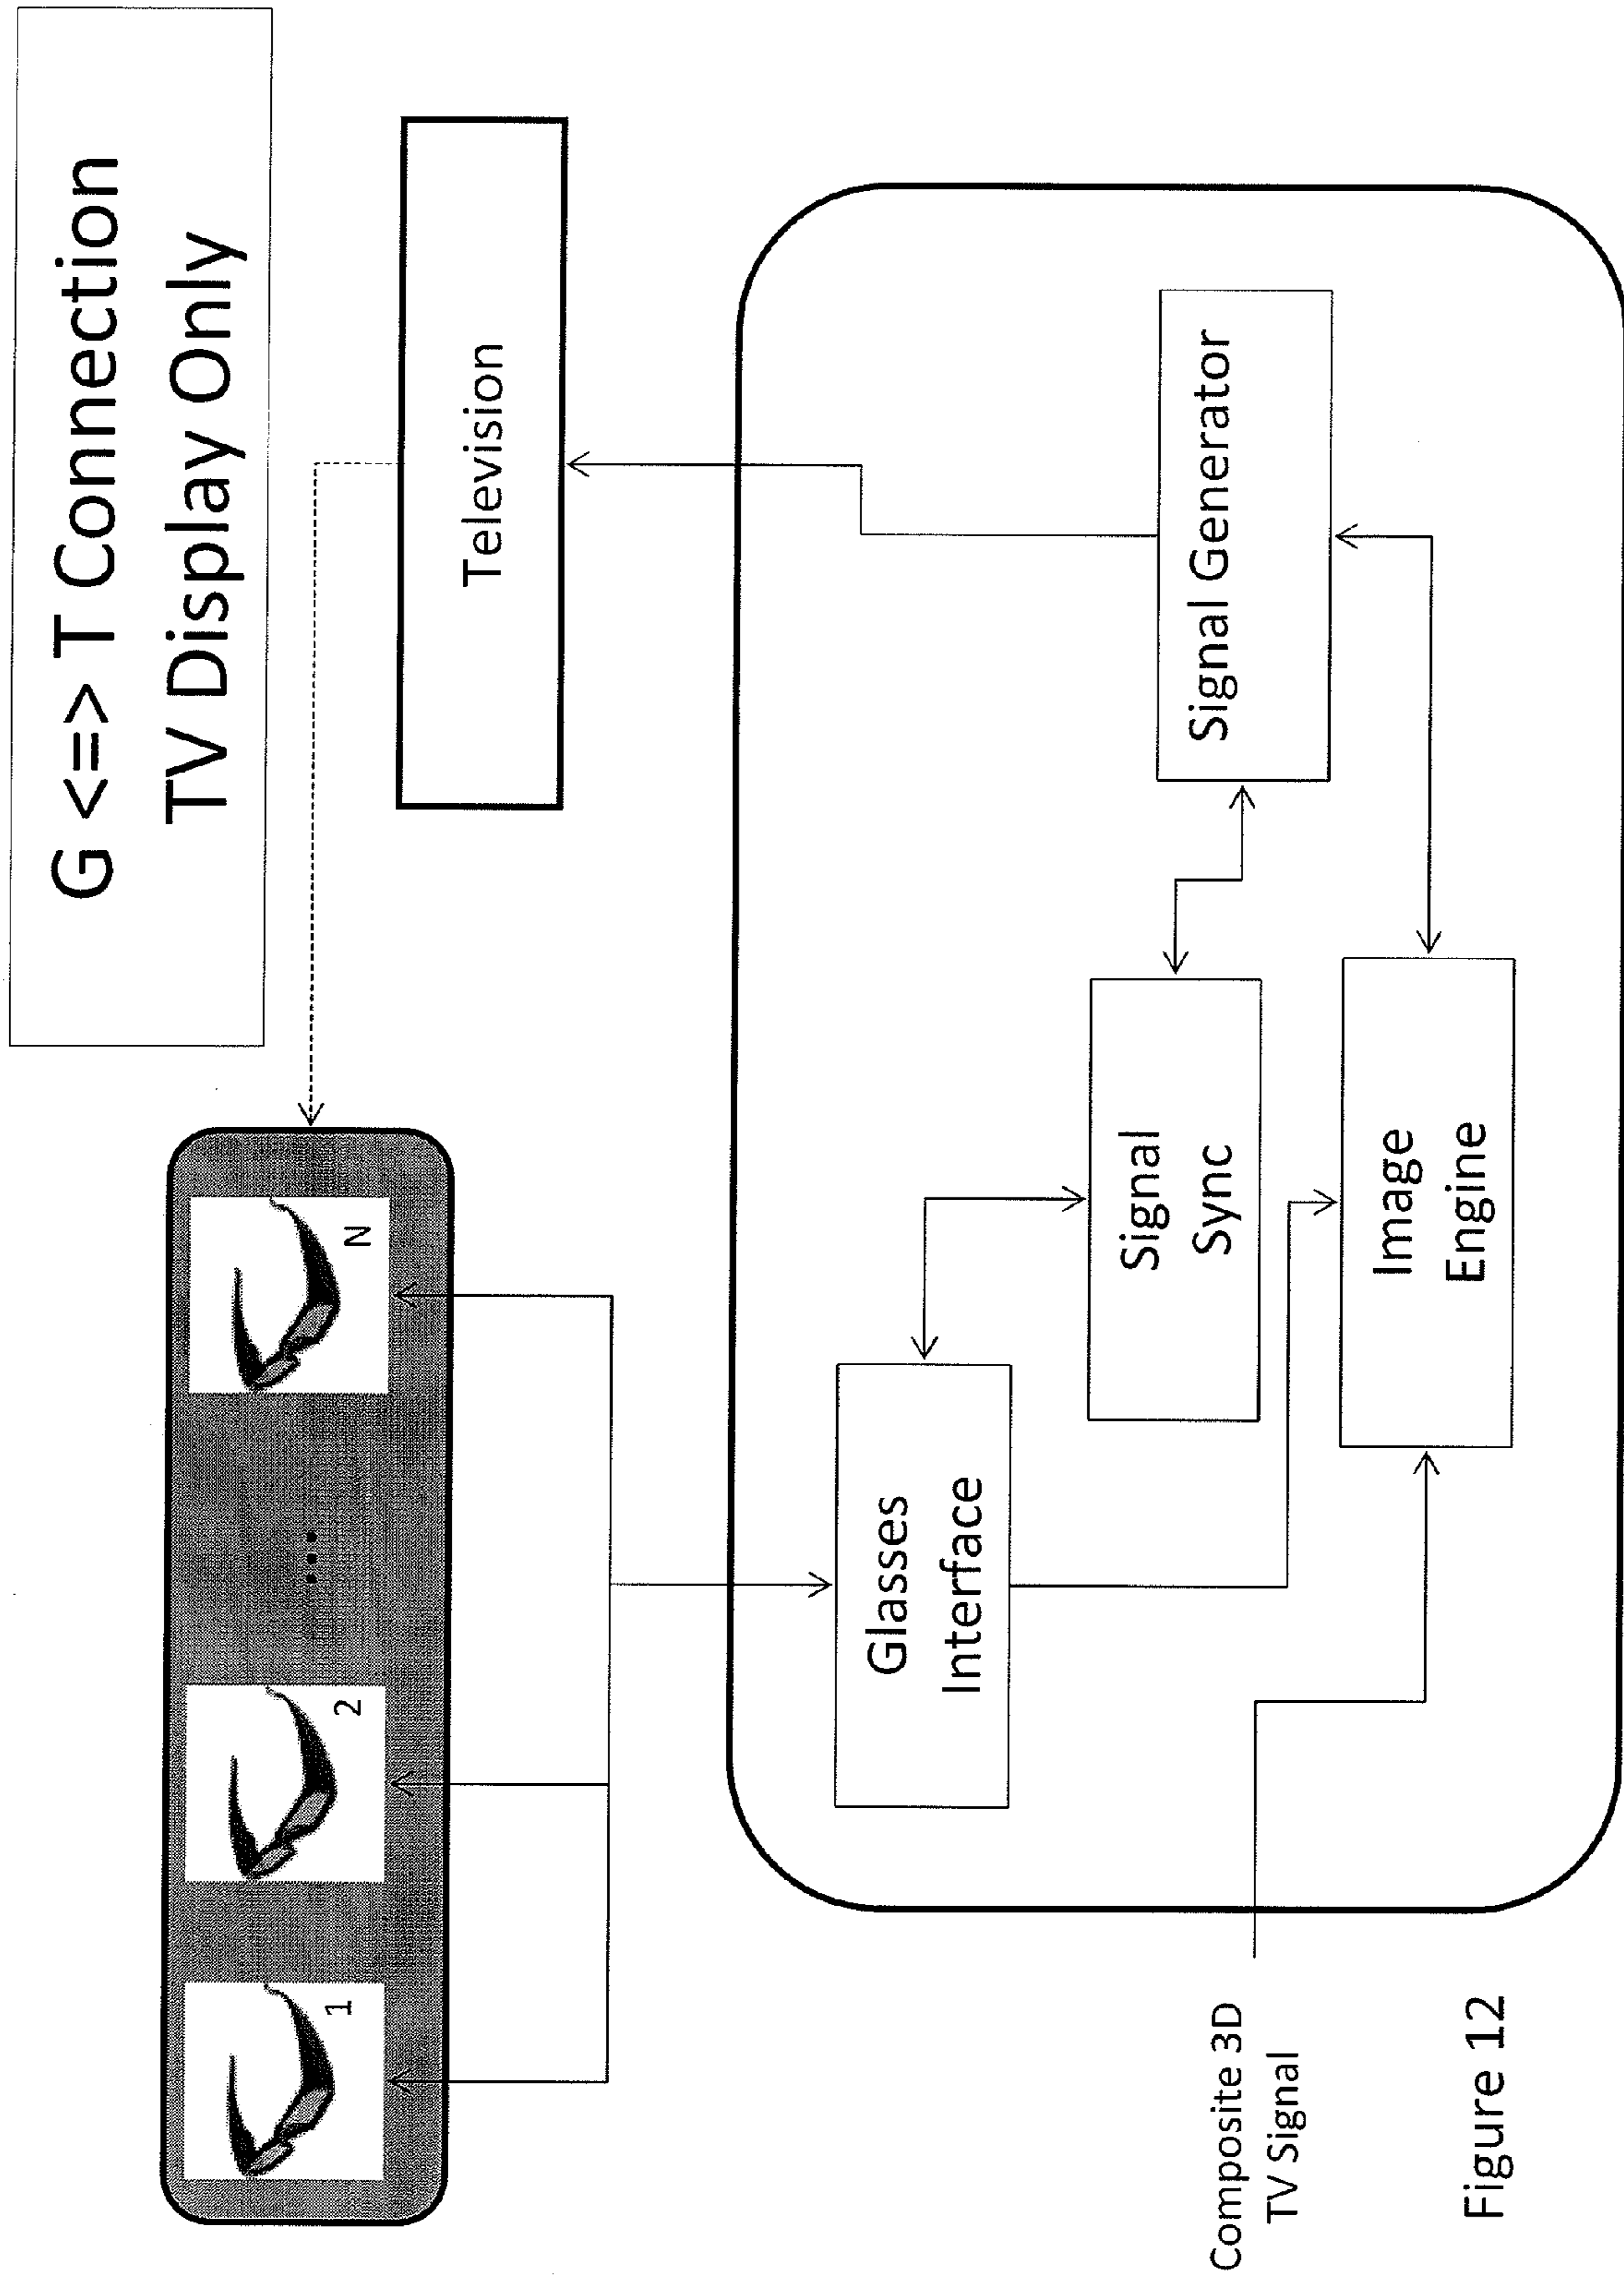 G <=> T Connection
TV Display Only
1
2
...
N
Television
Glasses
Interface
Signal
Sync
Signal Generator
Image
Engine
Composite 3D
TV Signal
Figure 12